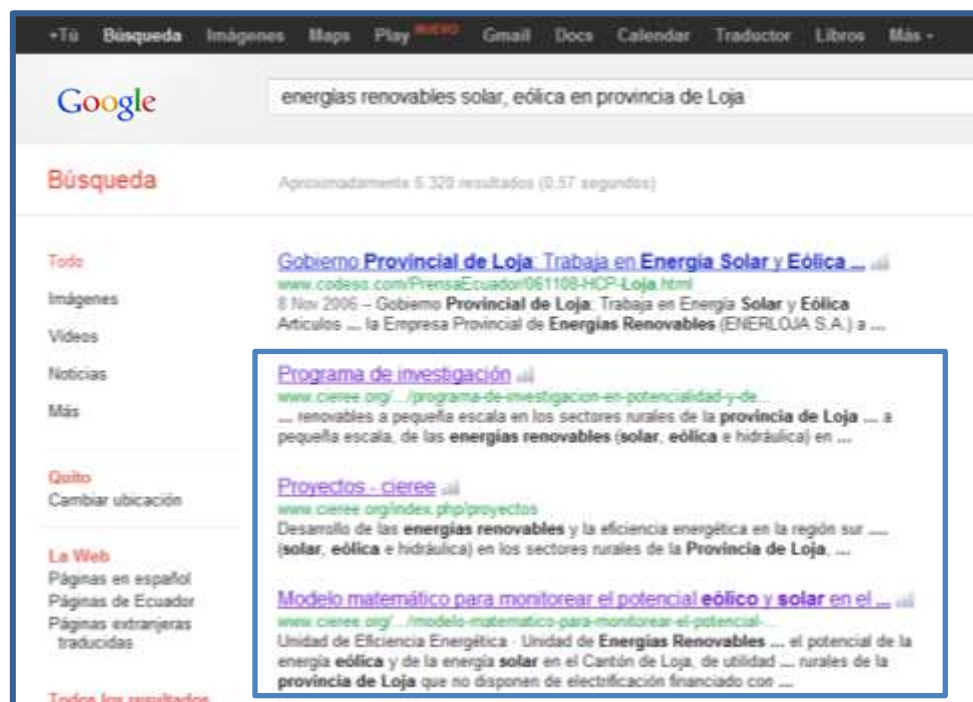 +Tú Búsqueda Imágenes Maps Play NUEVO Gmail Docs Calendar Traductor Libros Más
Google
energías renovables solar, eólica en provincia de Loja
Búsqueda
Aproximadamente 6.320 resultados (0.57 segundos)
Todo
Imágenes
Vídeos
Noticias
Más
Quito
Cambiar ubicación
La Web
Páginas en español
Páginas de Ecuador
Páginas extranjeras
traducidas
Todos los resultados
Gobierno Provincial de Loja: Trabaja en Energía Solar y Eólica ...
www.codeso.com/PrensaEcuador/061108-HCP-Loja.html
8 Nov 2006 – Gobierno Provincial de Loja: Trabaja en Energía Solar y Eólica
Articulos ... la Empresa Provincial de Energías Renovables (ENERLOJA S.A.) a ...
Programa de investigación
www.cieree.org/.../programa-de-investigacion-en-potencialidad-y-de...
... renovables a pequeña escala en los sectores rurales de la provincia de Loja ... a
pequeña escala, de las energías renovables (solar, eólica e hidráulica) en ...
Proyectos - cieree
www.cieree.org/index.php/proyectos
Desarrollo de las energías renovables y la eficiencia energética en la región sur ....
(solar, eólica e hidráulica) en los sectores rurales de la Provincia de Loja, ...
Modelo matemático para monitorear el potencial eólico y solar en el ...
www.cieree.org/.../modelo-matematico-para-monitorear-el-potencial-...
Unidad de Eficiencia Energética · Unidad de Energías Renovables ... el potencial de la
energía eólica y de la energía solar en el Cantón de Loja, de utilidad ... rurales de la
provincia de Loja que no disponen de electrificación financiado con ...